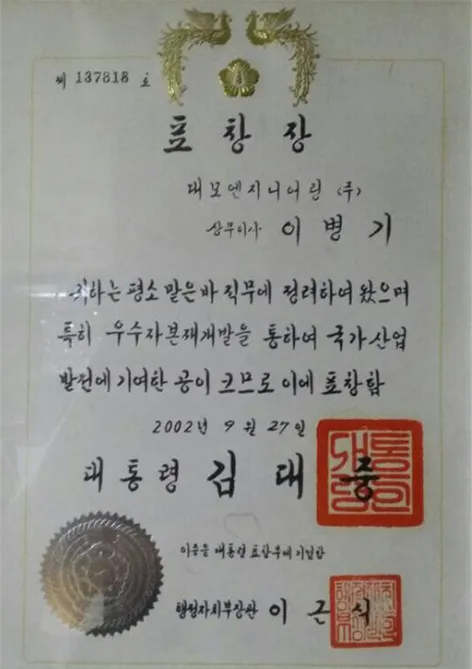 제 137818 호
표 창 장
대모엔지니어링 (주)
상무이사 이 병 기
귀하는 평소 맡은바 직무에 정려하여 왔으며
특히 우수자본재개발을 통하여 국가산업
발전에 기여한 공이 크므로 이에 표창함
2002년 9 월 27 일
대통령 김 대 중
이증을 대통령 표창부에 기입함
행정자치부장관 이 근 식